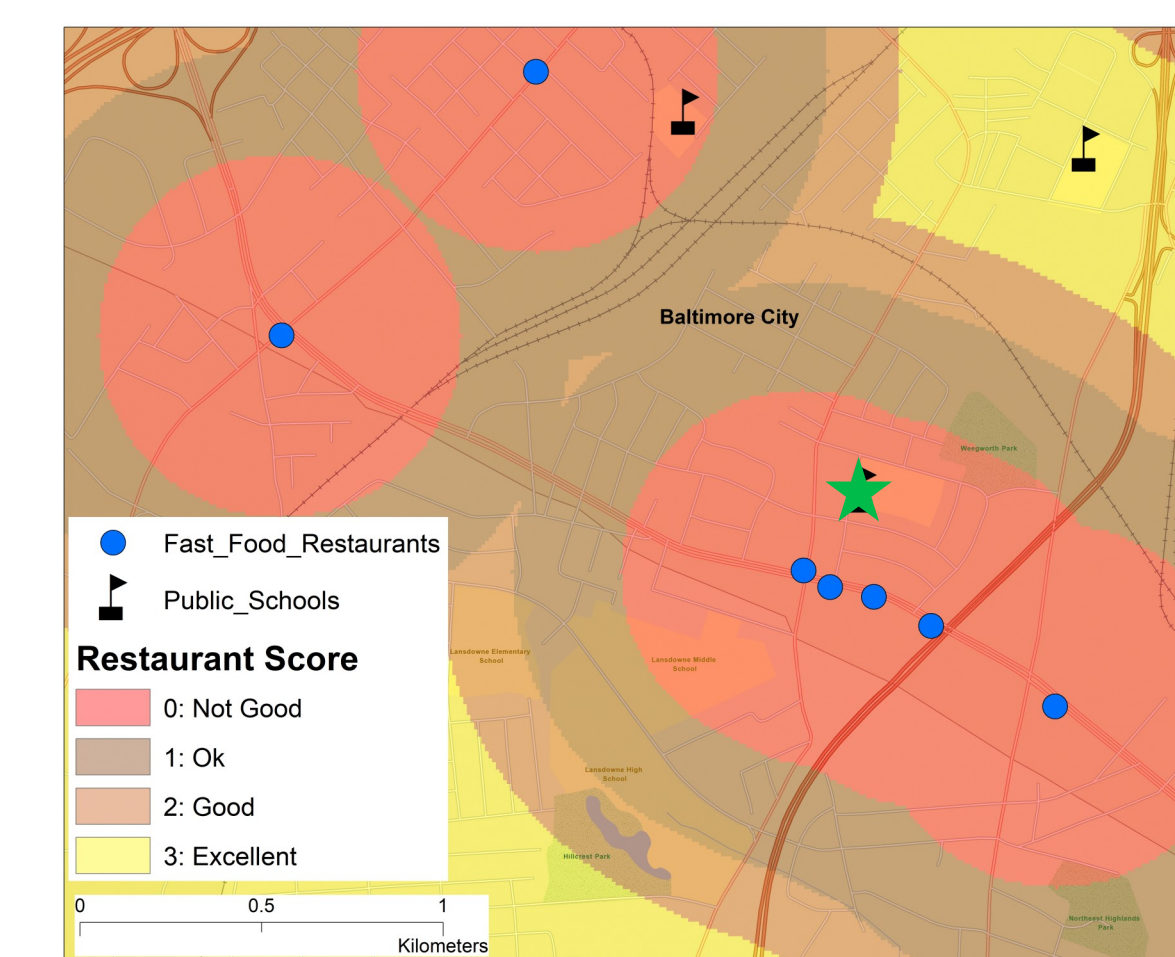 Baltimore City
Weegworth Park
Fast_Food_Restaurants
Public_Schools
Restaurant Score
0: Not Good
1: Ok
2: Good
3: Excellent
Lansdowne Elementary
School
Lansdowne Middle
School
Lansdowne High
School
Hillcrest Park
0
0.5
1
Kilometers
Northeast Highlands
Park